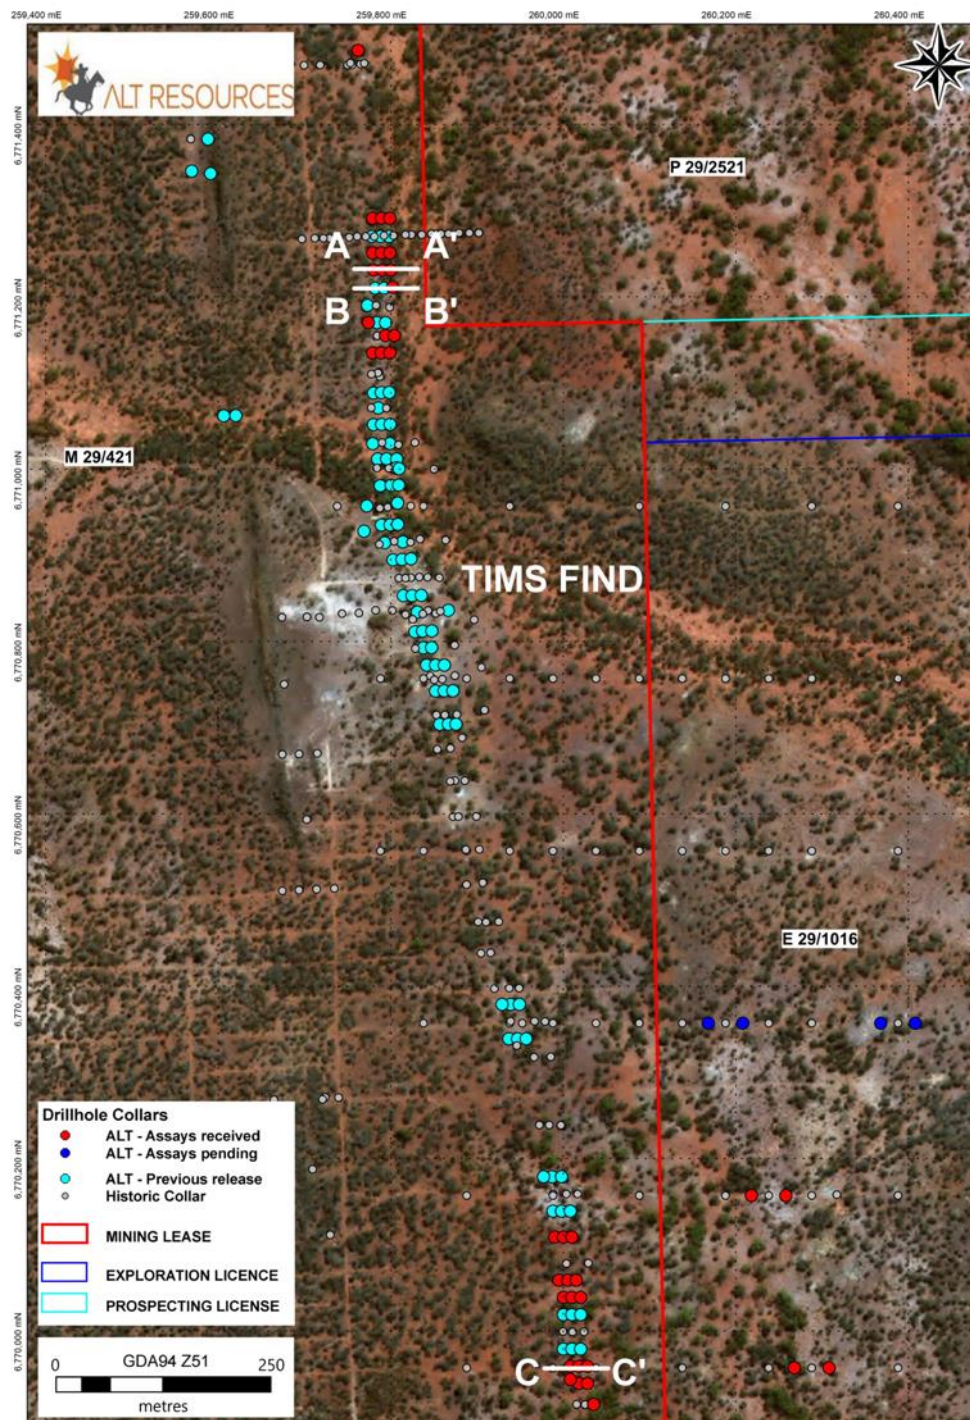 259,400 mE
259,600 mE
259,800 mE
260,000 mE
260,200 mE
260,400 mE
ALT RESOURCES
6,771,400 mN
P 29/2521
A A'
6,771,200 mN
B B'
M 29/421
6,771,000 mN
TIMS FIND
6,770,800 mN
6,770,600 mN
E 29/1016
6,770,400 mN
Drillhole Collars
ALT - Assays received
ALT - Assays pending
ALT - Previous release
Historic Collar
MINING LEASE
EXPLORATION LICENCE
PROSPECTING LICENSE
6,770,200 mN
GDA94 Z51
0 250
metres
6,770,000 mN
C C'